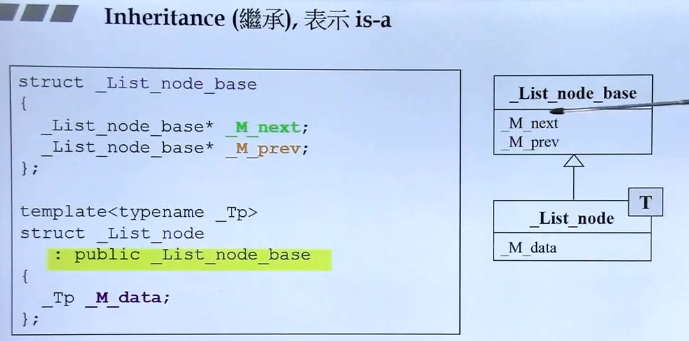 Inheritance (繼承), 表示 is-a
struct _List_node_base
{
_List_node_base* _M_next;
_List_node_base* _M_prev;
};
template<typename _Tp>
struct _List_node
: public _List_node_base
{
_Tp _M_data;
};
_List_node_base
_M_next
_M_prev
T
_List_node
_M_data